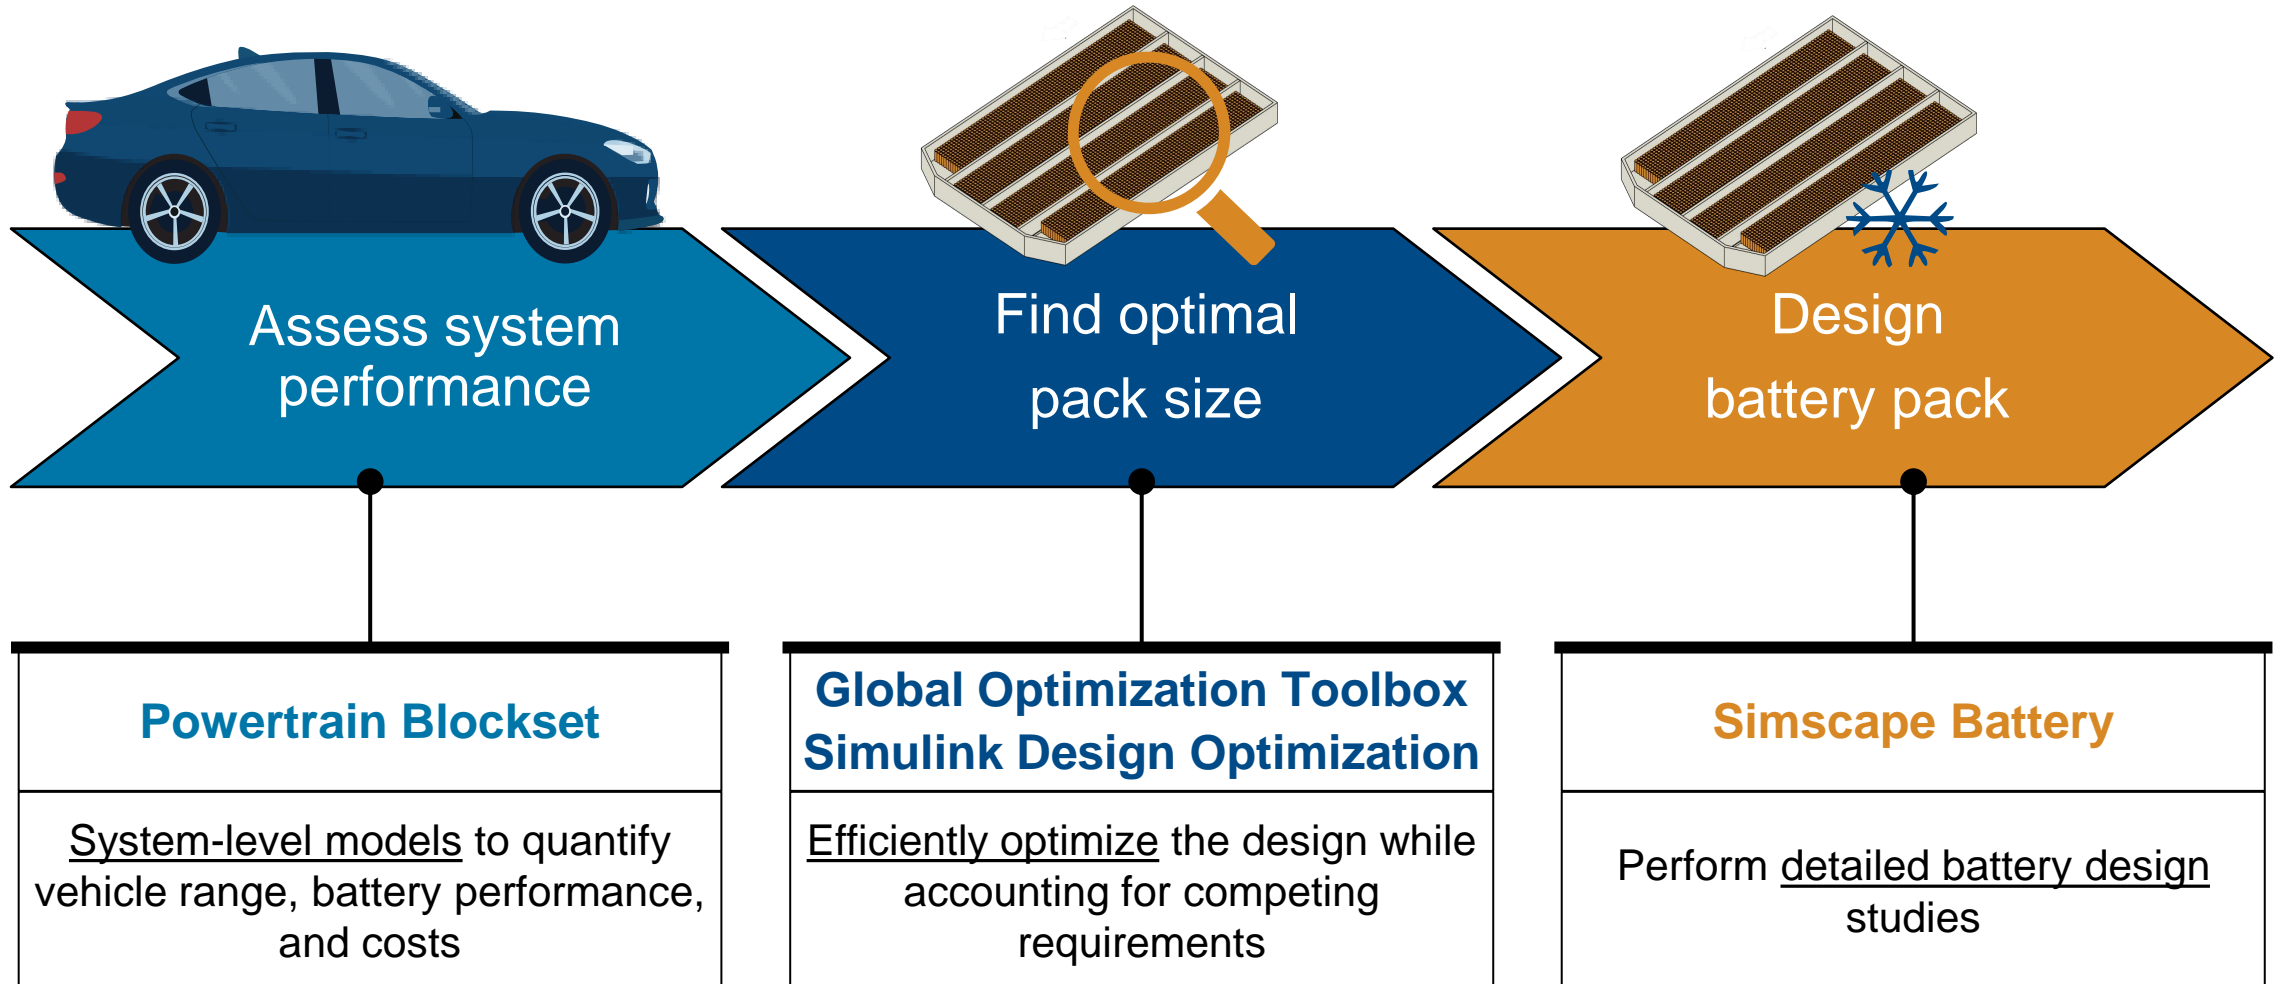 Assess system
performance
Find optimal
pack size
Design
battery pack
Powertrain Blockset
System-level models to quantify
vehicle range, battery performance,
and costs
Global Optimization Toolbox
Simulink Design Optimization
Efficiently optimize the design while
accounting for competing
requirements
Simscape Battery
Perform detailed battery design
studies